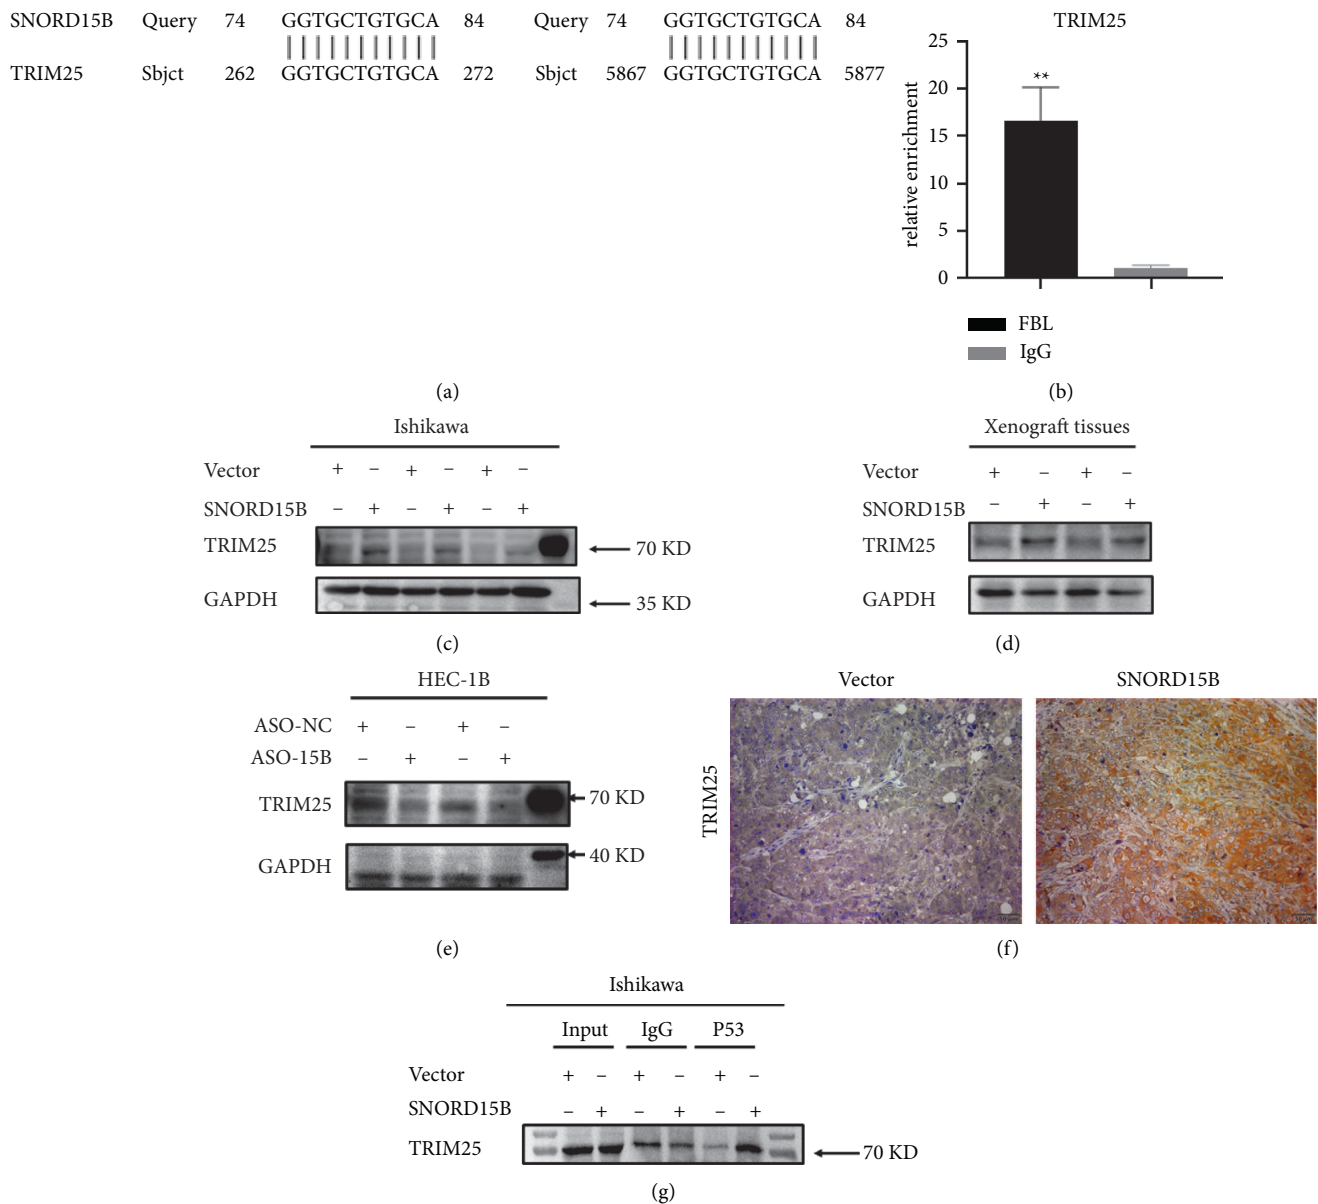 SNORD15B Query 74 GGTGCTGTGCA 84 Query 74 GGTGCTGTGCA 84
TRIM25 Sbjct 262 GGTGCTGTGCA 272 Sbjct 5867 GGTGCTGTGCA 5877
(a)
TRIM25
relative enrichment
25
20
15
10
5
0
**
FBL
IgG
(b)
Ishikawa
Vector + – + – + –
SNORD15B – + – + – +
TRIM25 70 KD
GAPDH 35 KD
(c)
Xenograft tissues
Vector + – + –
SNORD15B – + – +
TRIM25
GAPDH
(d)
HEC-1B
ASO-NC + – + –
ASO-15B – + – +
TRIM25 70 KD
GAPDH 40 KD
(e)
Vector SNORD15B
TRIM25
(f)
Ishikawa
Input IgG P53
Vector + – + – + –
SNORD15B – + – + – +
TRIM25 70 KD
(g)